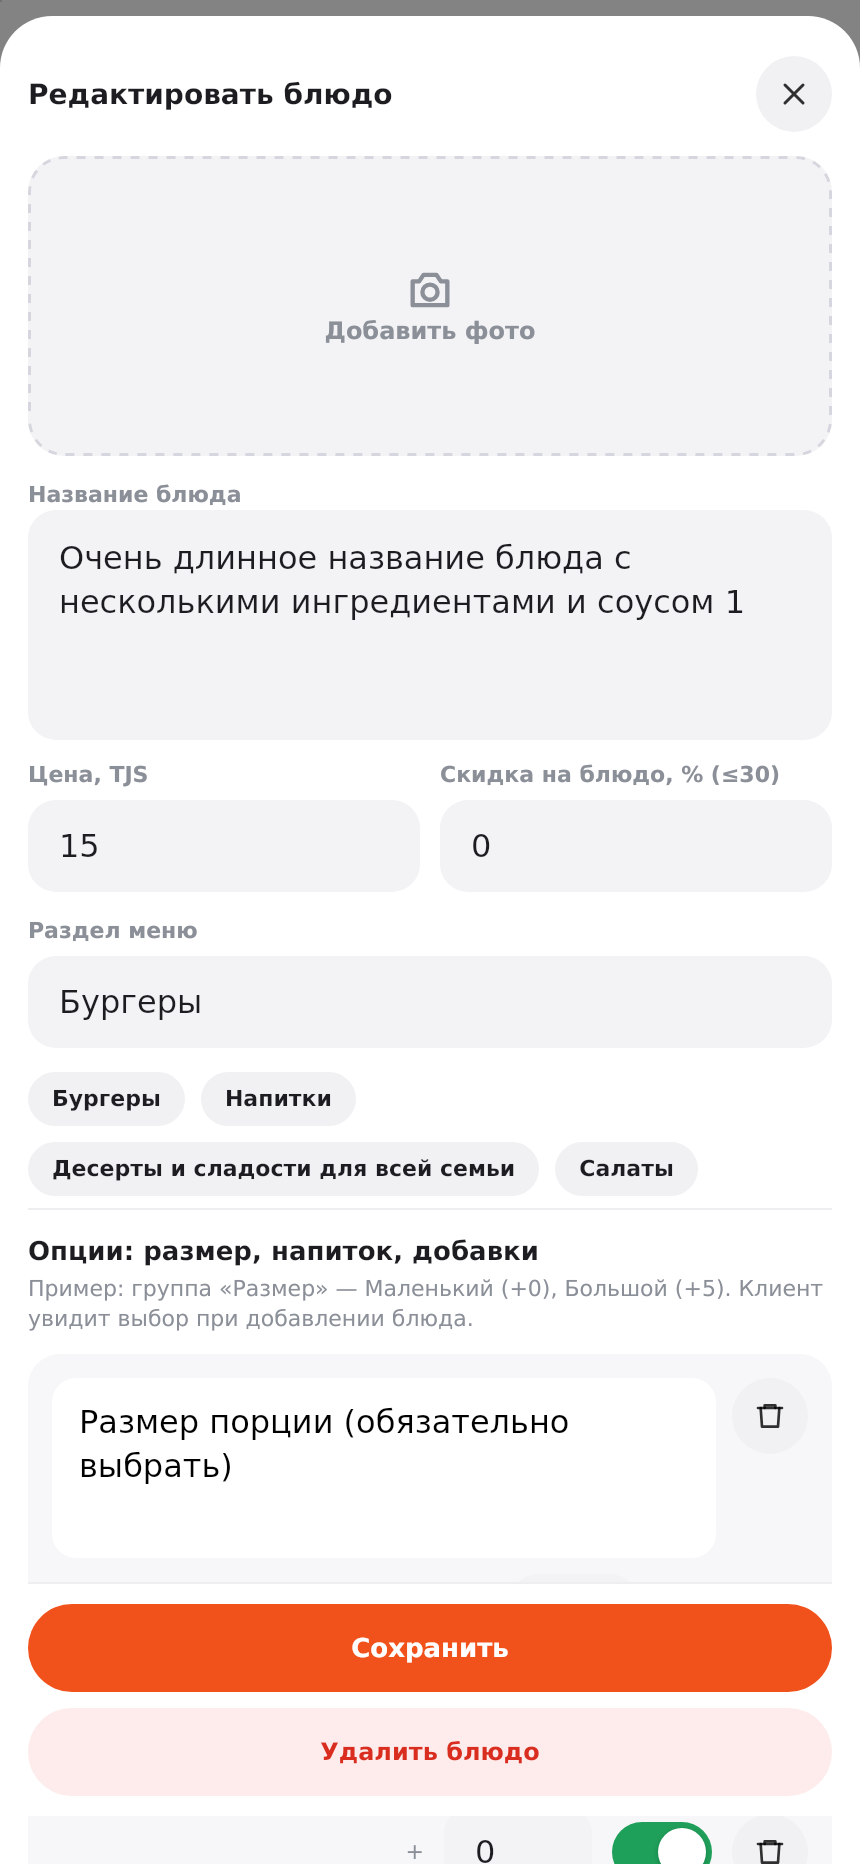 Редактировать блюдо
Добавить фото
Название блюда
Очень длинное название блюда с
несколькими ингредиентами и соусом 1
Цена, TJS
Скидка на блюдо, % (≤30)
15
0
Раздел меню
Бургеры
Бургеры
Напитки
Десерты и сладости для всей семьи
Салаты
Опции: размер, напиток, добавки
Пример: группа «Размер» — Маленький (+0), Большой (+5). Клиент
увидит выбор при добавлении блюда.
Размер порции (обязательно
выбрать)
Сохранить
Удалить блюдо
+ 0